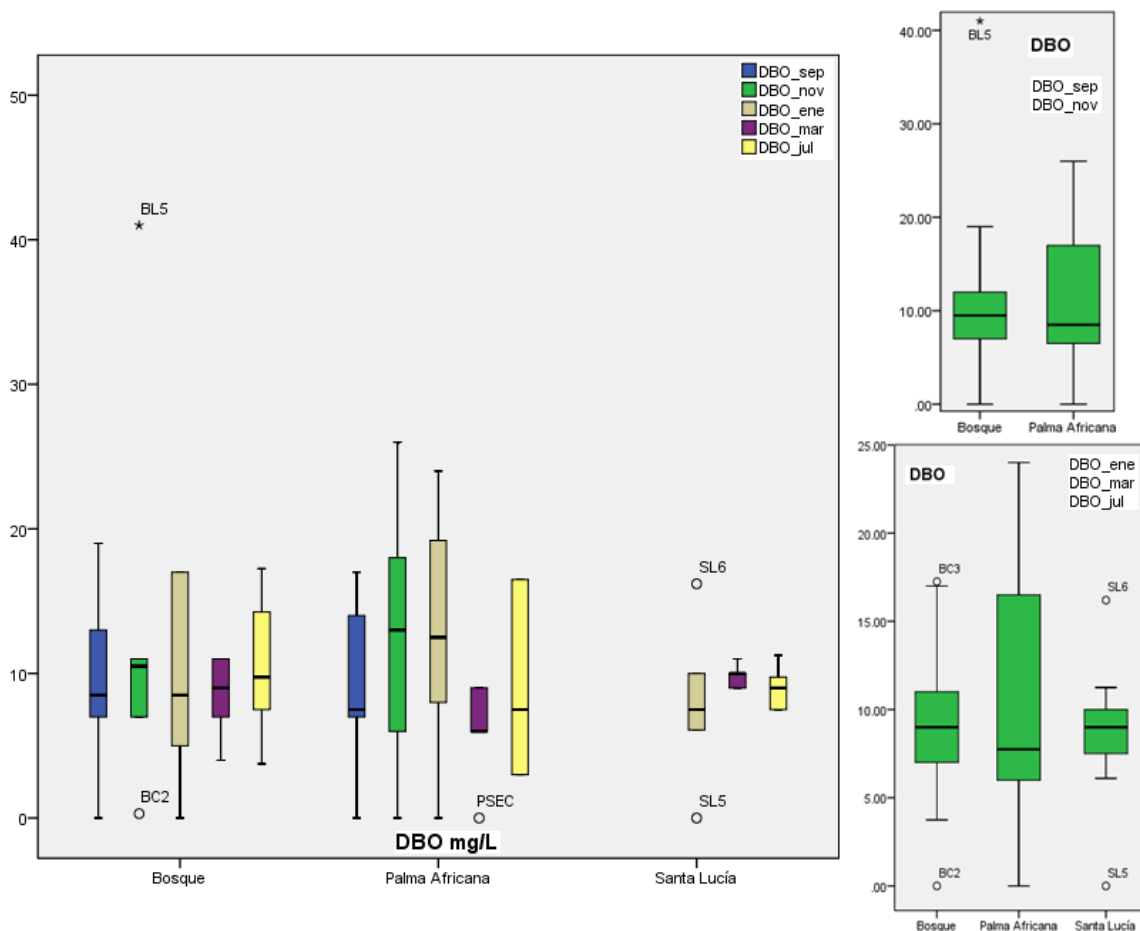 DBO_sep
DBO_nov
DBO_ene
DBO_mar
DBO_jul
50
40
30
20
10
0
BL5
BC2
PSEC
SL6
SL5
DBO mg/L
Bosque
Palma Africana
Santa Lucía
40.00
30.00
20.00
10.00
.00
BL5
DBO
DBO_sep
DBO_nov
Bosque
Palma Africana
25.00
20.00
15.00
10.00
5.00
.00
DBO
DBO_ene
DBO_mar
DBO_jul
BC3
SL6
BC2
SL5
Bosque
Palma Africana
Santa Lucía